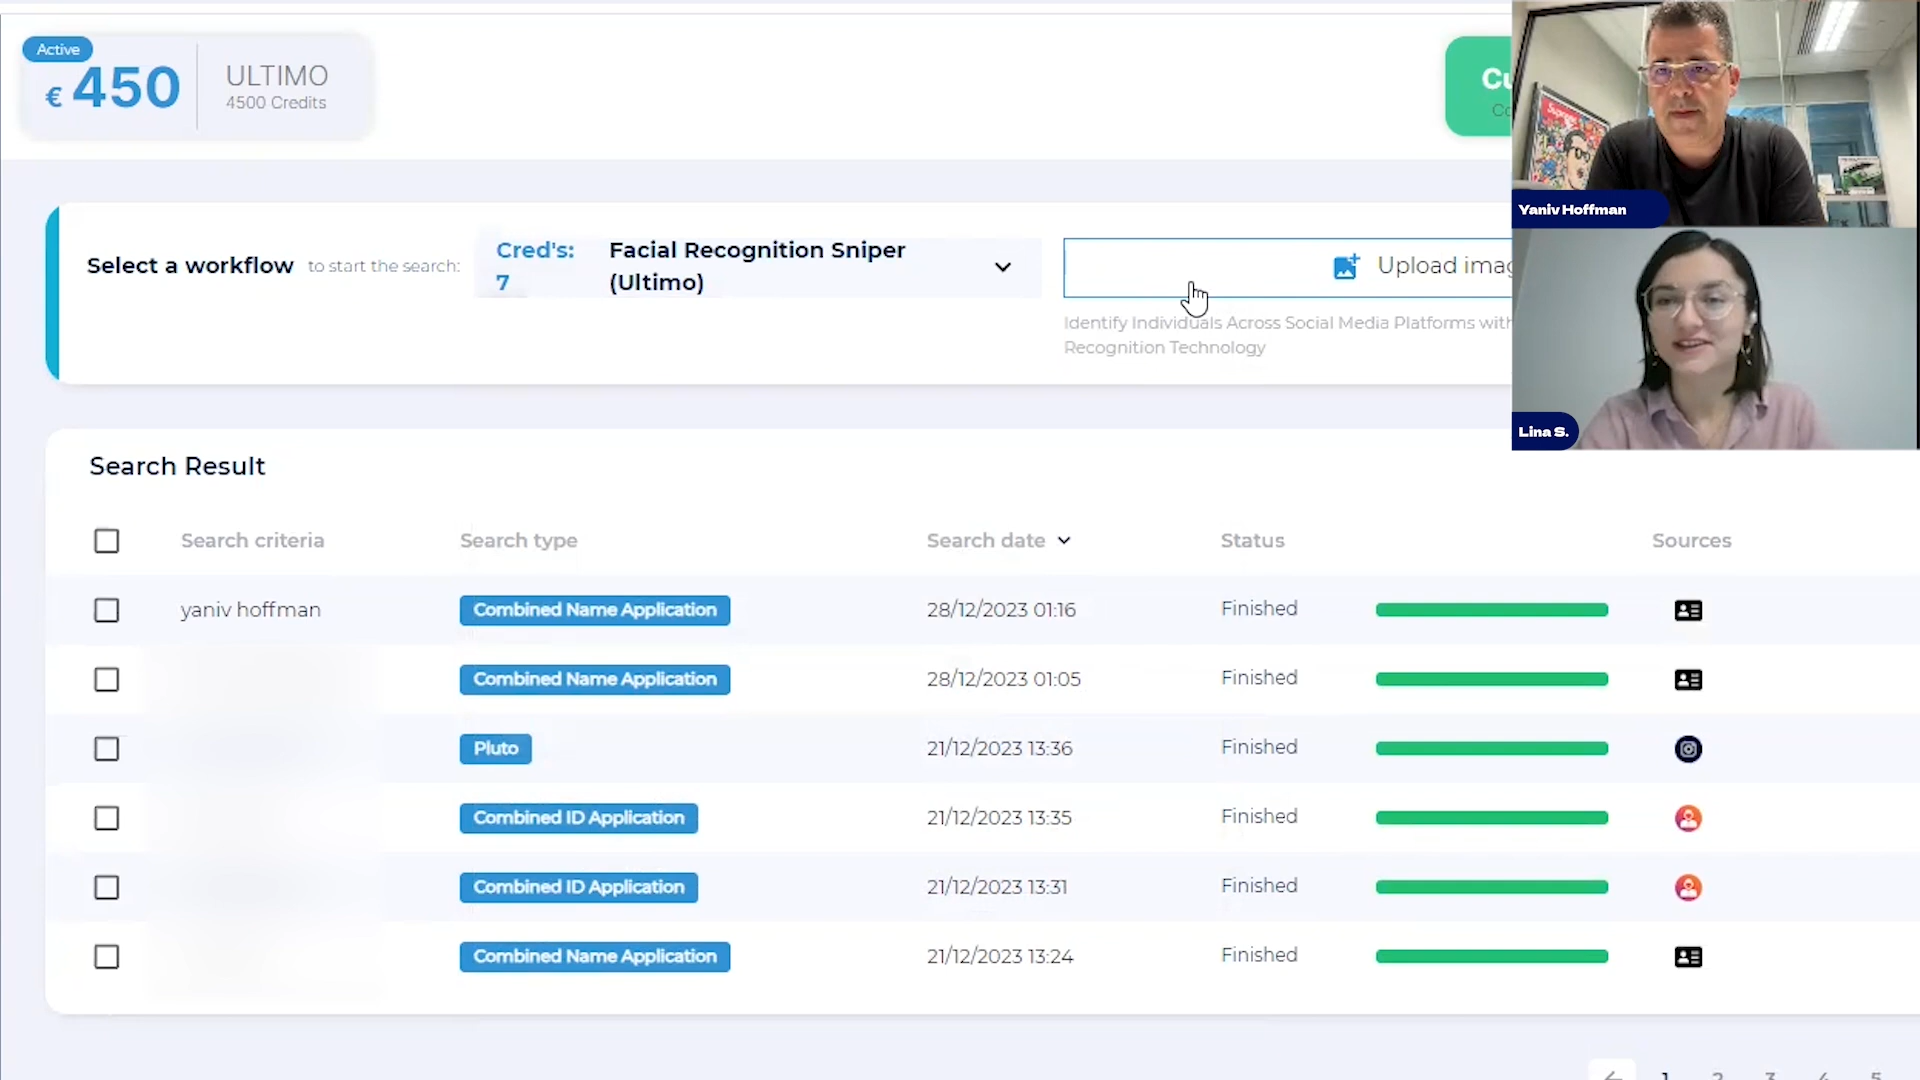 Active
€ 450
ULTIMO
4500 Credits
Select a workflow to start the search:
Cred's:
7
Facial Recognition Sniper
(Ultimo)
Upload imag
Identify Individuals Across Social Media Platforms with
Recognition Technology
Yaniv Hoffman
Lina S.
Search Result
Search criteria Search type Search date Status Sources
yaniv hoffman Combined Name Application 28/12/2023 01:16 Finished
Combined Name Application 28/12/2023 01:05 Finished
Pluto 21/12/2023 13:36 Finished
Combined ID Application 21/12/2023 13:35 Finished
Combined ID Application 21/12/2023 13:31 Finished
Combined Name Application 21/12/2023 13:24 Finished
1 2 3 4 5